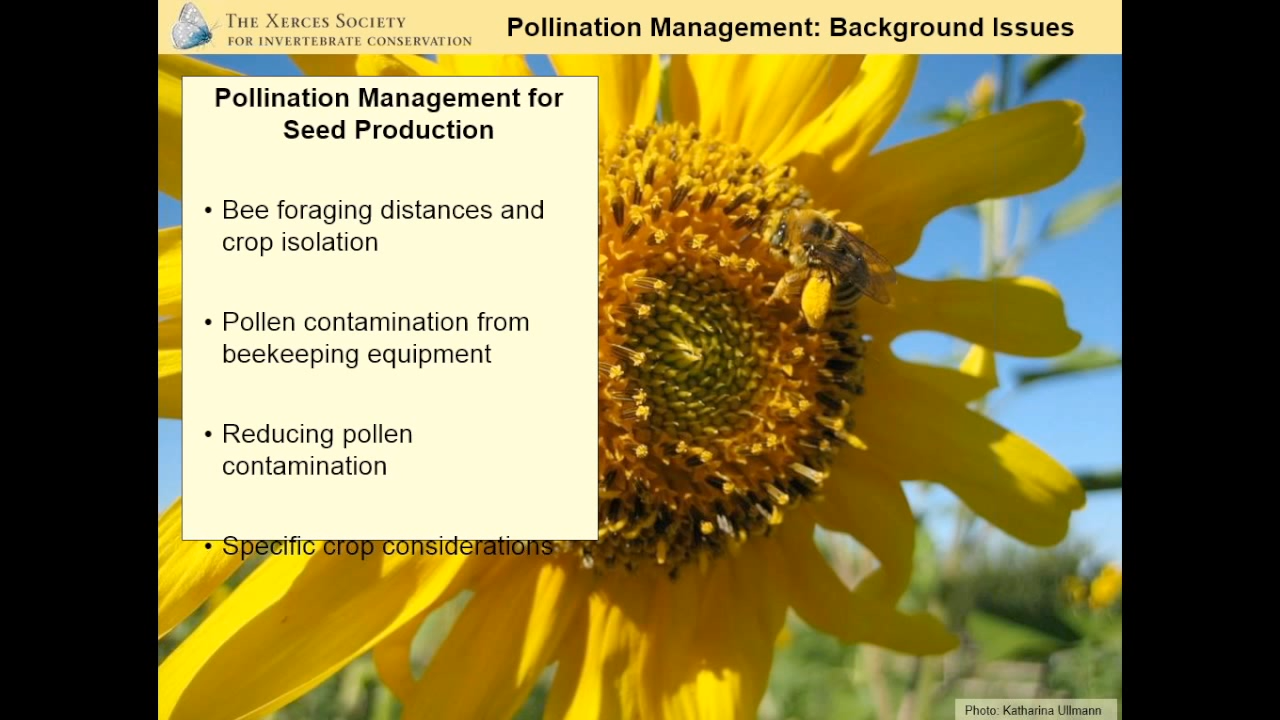 The Xerces Society
for Invertebrate Conservation
Pollination Management: Background Issues
Pollination Management for
Seed Production
• Bee foraging distances and
crop isolation
• Pollen contamination from
beekeeping equipment
• Reducing pollen
contamination
• Specific crop considerations
Photo: Katharina Ullmann